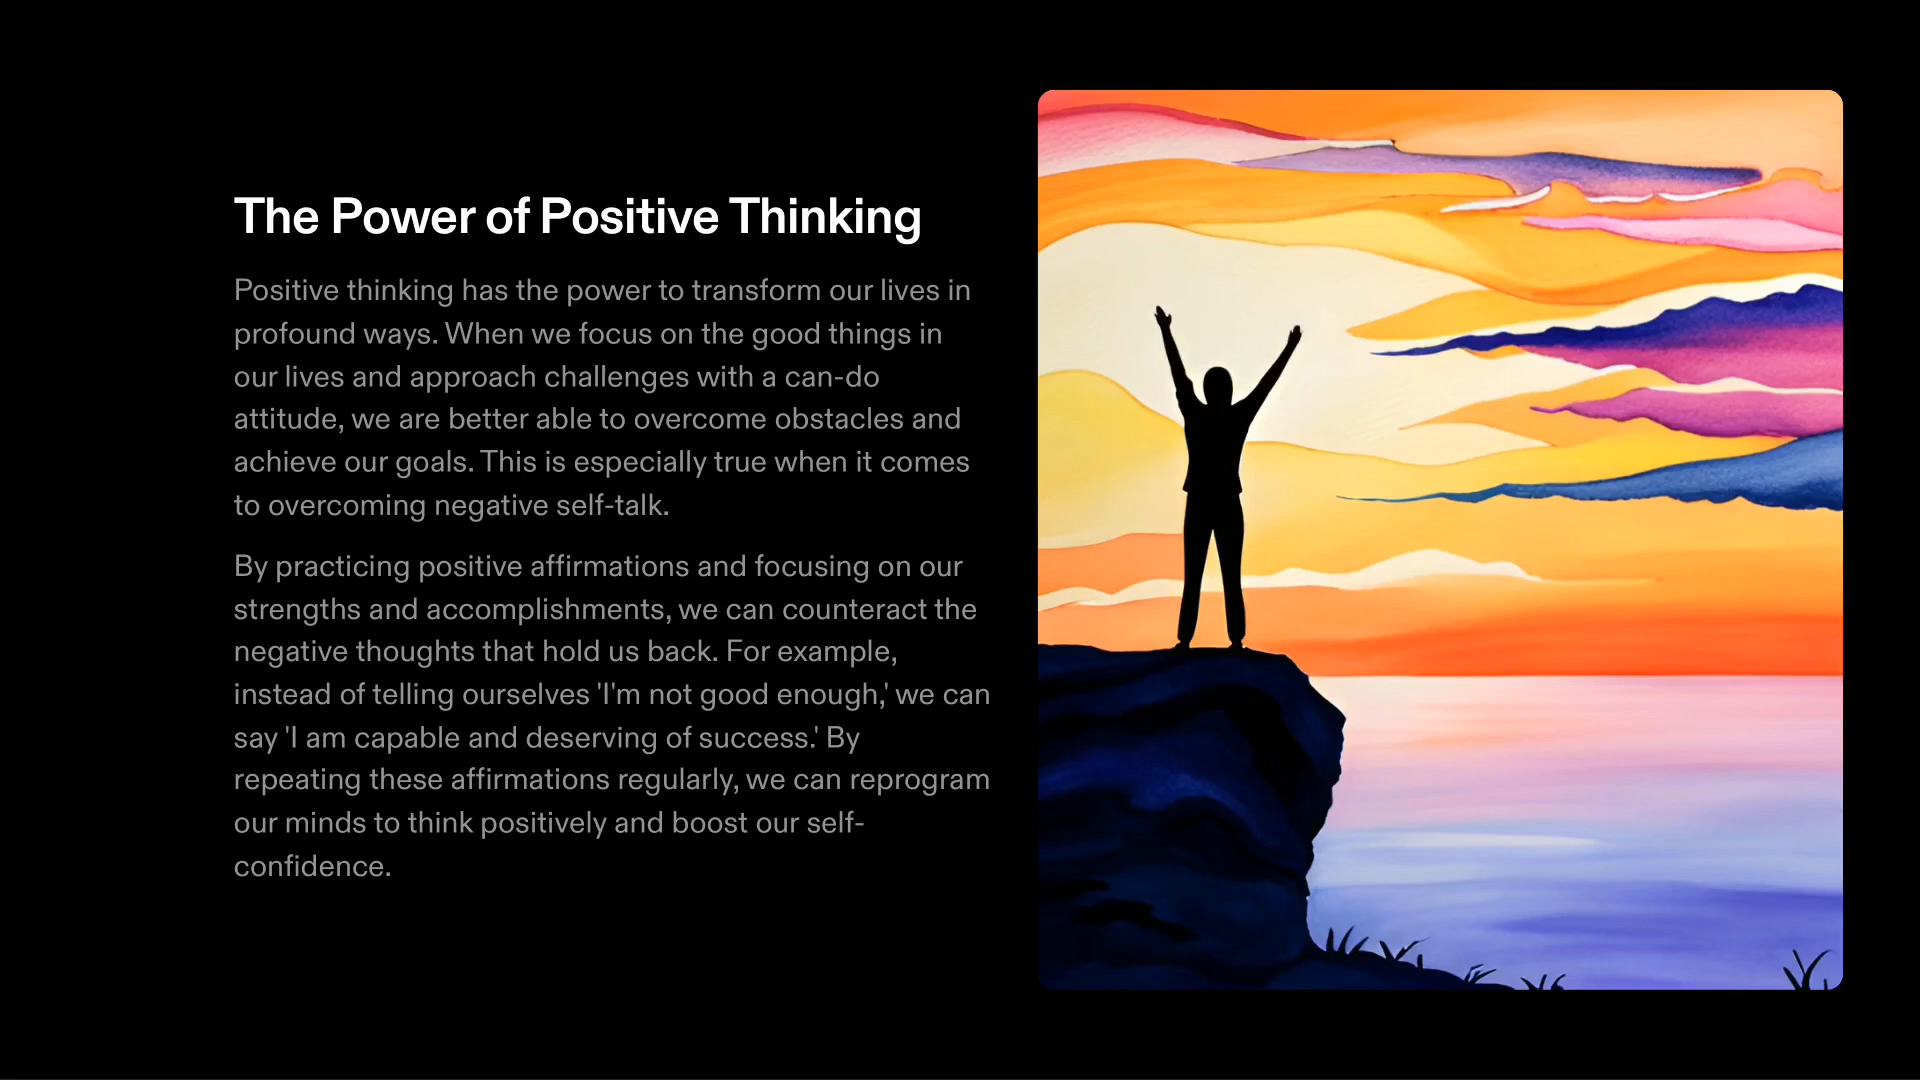 The Power of Positive Thinking
Positive thinking has the power to transform our lives in
profound ways. When we focus on the good things in
our lives and approach challenges with a can-do
attitude, we are better able to overcome obstacles and
achieve our goals. This is especially true when it comes
to overcoming negative self-talk.
By practicing positive affirmations and focusing on our
strengths and accomplishments, we can counteract the
negative thoughts that hold us back. For example,
instead of telling ourselves 'I'm not good enough,' we can
say 'I am capable and deserving of success.' By
repeating these affirmations regularly, we can reprogram
our minds to think positively and boost our self-
confidence.